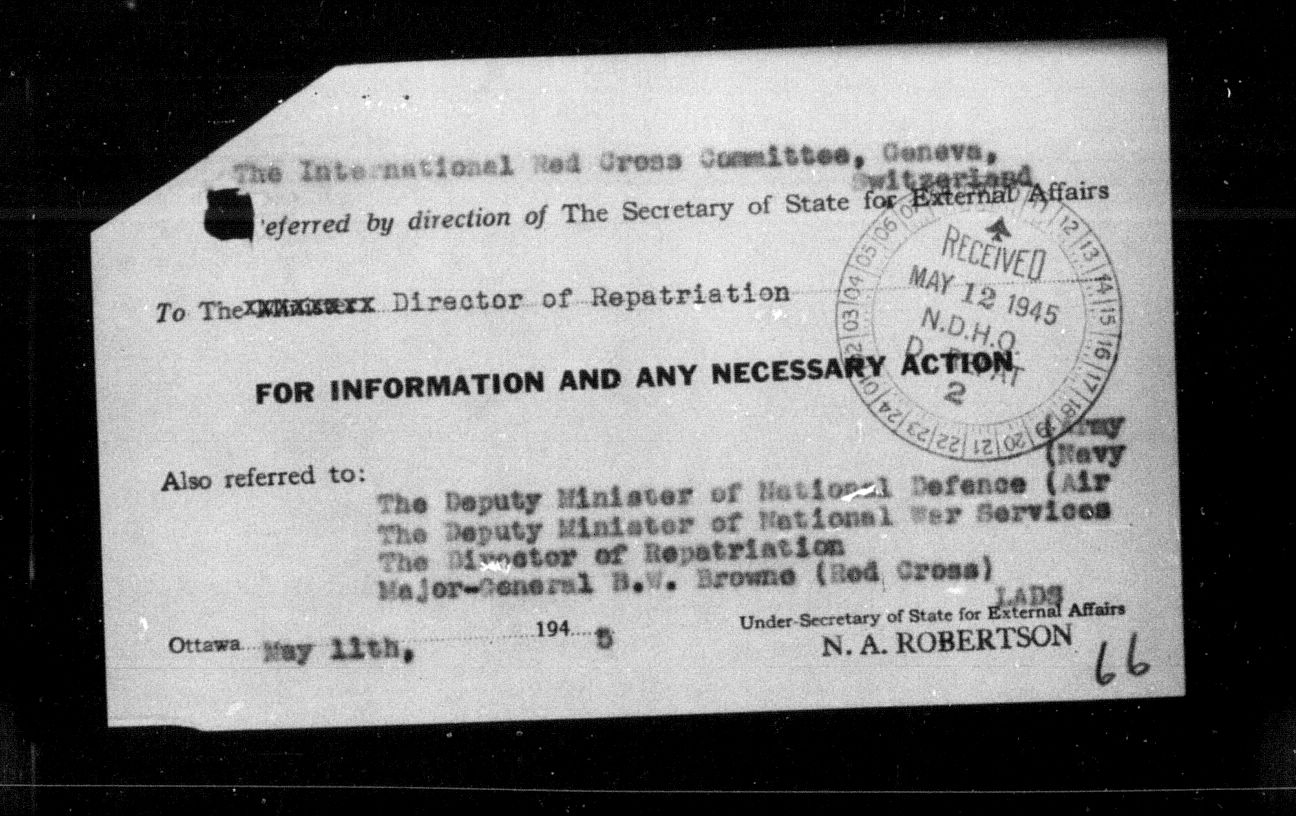 The International Red Cross Committee, Geneva,
Switzerland
eferred by direction of The Secretary of State for External Affairs
To The Director of Repatriation
RECEIVED
MAY 12 1945
N.D.H.Q.
2
FOR INFORMATION AND ANY NECESSARY ACTION
(Army
(Navy
Also referred to:
The Deputy Minister of National Defence (Air
The Deputy Minister of National War Services
The Director of Repatriation
Major-General B.W. Browne (Red Cross)
LADS
Under-Secretary of State for External Affairs
Ottawa May 11th, 194 5
N. A. ROBERTSON
66